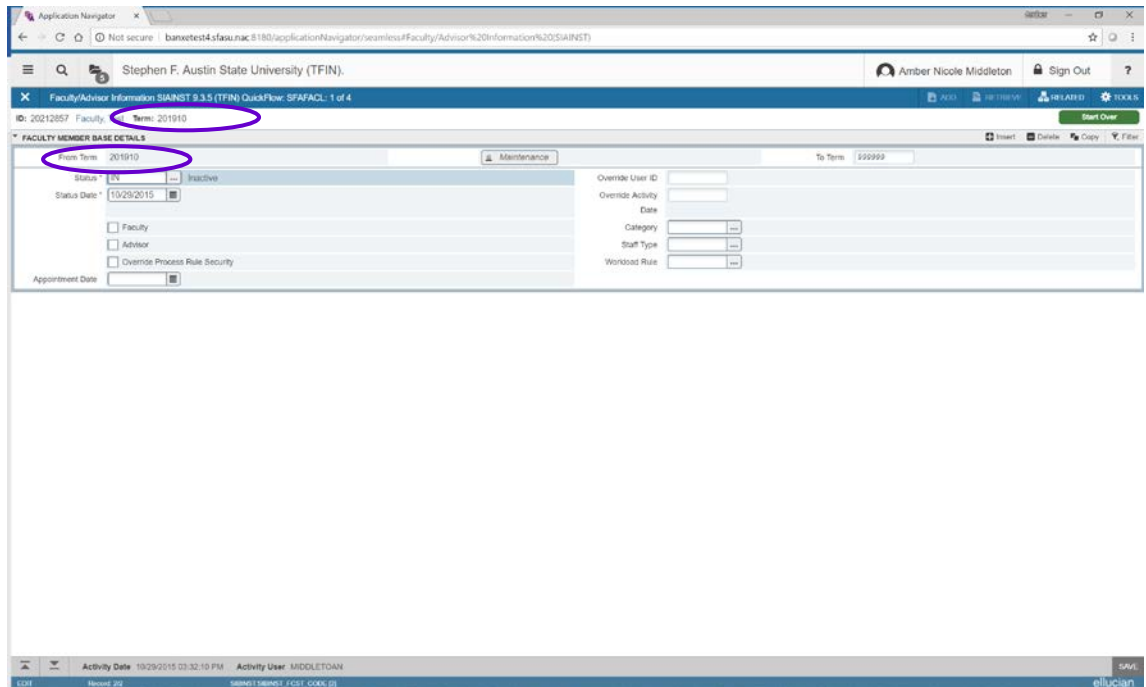 Application Navigator
Not secure banxetest4.sfasu.nac:8180/applicationNavigator/seamless#Faculty/Advisor%20Information%20(SIAINST)
5 Stephen F. Austin State University (TFIN). Amber Nicole Middleton Sign Out ?
X Faculty/Advisor Information SIAINST 9.3.5 (TFIN) QuickFlow: SFAFACL: 1 of 4 ADD RETRIEVE RELATED TOOLS
ID: 20212857 Faculty, Term: 201910 Start Over
FACULTY MEMBER BASE DETAILS Insert Delete Copy Filter
From Term 201910 Maintenance To Term 999999
Status * IN ... Inactive Override User ID
Status Date * 10/29/2015 Override Activity
Date
Faculty Category ...
Advisor Staff Type ...
Override Process Rule Security Workload Rule ...
Appointment Date
Activity Date 10/29/2015 03:32:10 PM Activity User MIDDLETOAN SAVE
EDIT Record: 2/2 SIBINST.SIBINST_FCST_CODE [2] ellucian